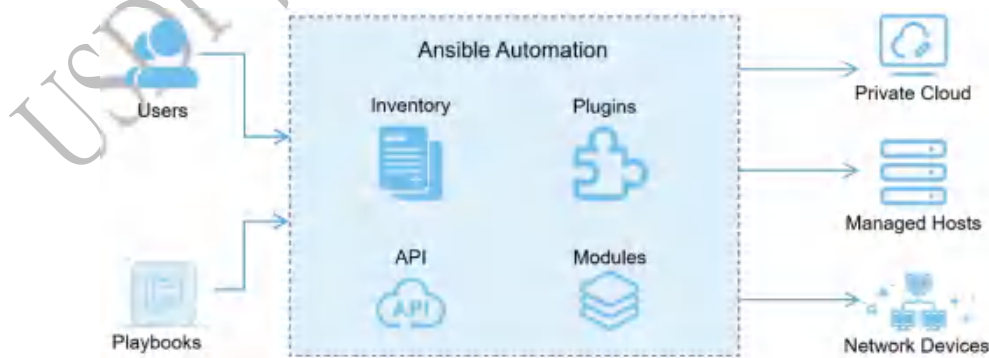 Ansible Automation
Users
Inventory
Plugins
Private Cloud
Managed Hosts
API
Modules
API
Playbooks
Network Devices